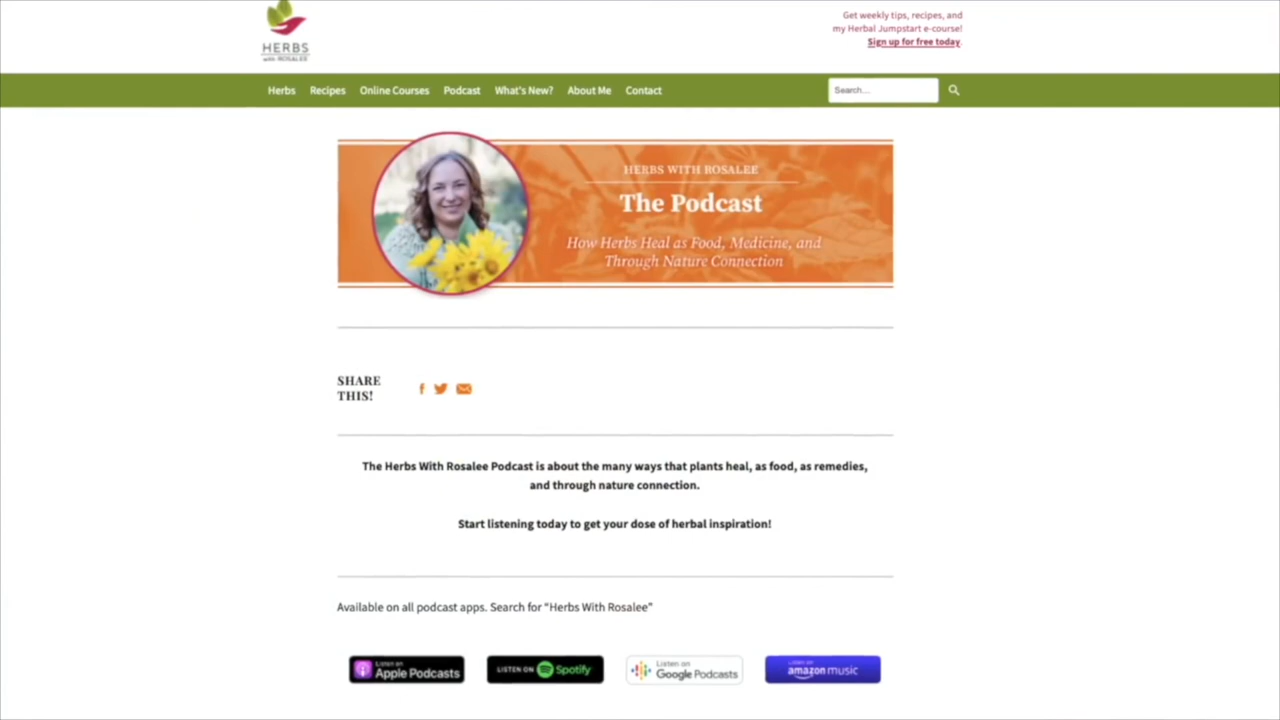 HERBS
with ROSALEE
Get weekly tips, recipes, and
my Herbal Jumpstart e-course!
Sign up for free today.
Herbs Recipes Online Courses Podcast What's New? About Me Contact
Search...
HERBS WITH ROSALEE
The Podcast
How Herbs Heal as Food, Medicine, and
Through Nature Connection
SHARE
THIS!
The Herbs With Rosalee Podcast is about the many ways that plants heal, as food, as remedies,
and through nature connection.
Start listening today to get your dose of herbal inspiration!
Available on all podcast apps. Search for “Herbs With Rosalee”
Listen on
Apple Podcasts
LISTEN ON Spotify
Listen on
Google Podcasts
LISTEN ON
amazon music